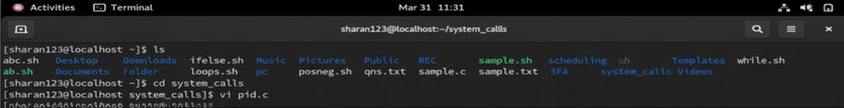 Activities Terminal Mar 31 11:31
sharan123@localhost:~/system_calls
[sharan123@localhost ~]$ ls
abc.sh Desktop Downloads ifelse.sh Music Pictures Public REC sample.sh scheduling sh Templates while.sh
ab.sh Documents Folder loops.sh pc posneg.sh qns.txt sample.c sample.txt SFA system_calls Videos
[sharan123@localhost ~]$ cd system_calls
[sharan123@localhost system_calls]$ vi pid.c